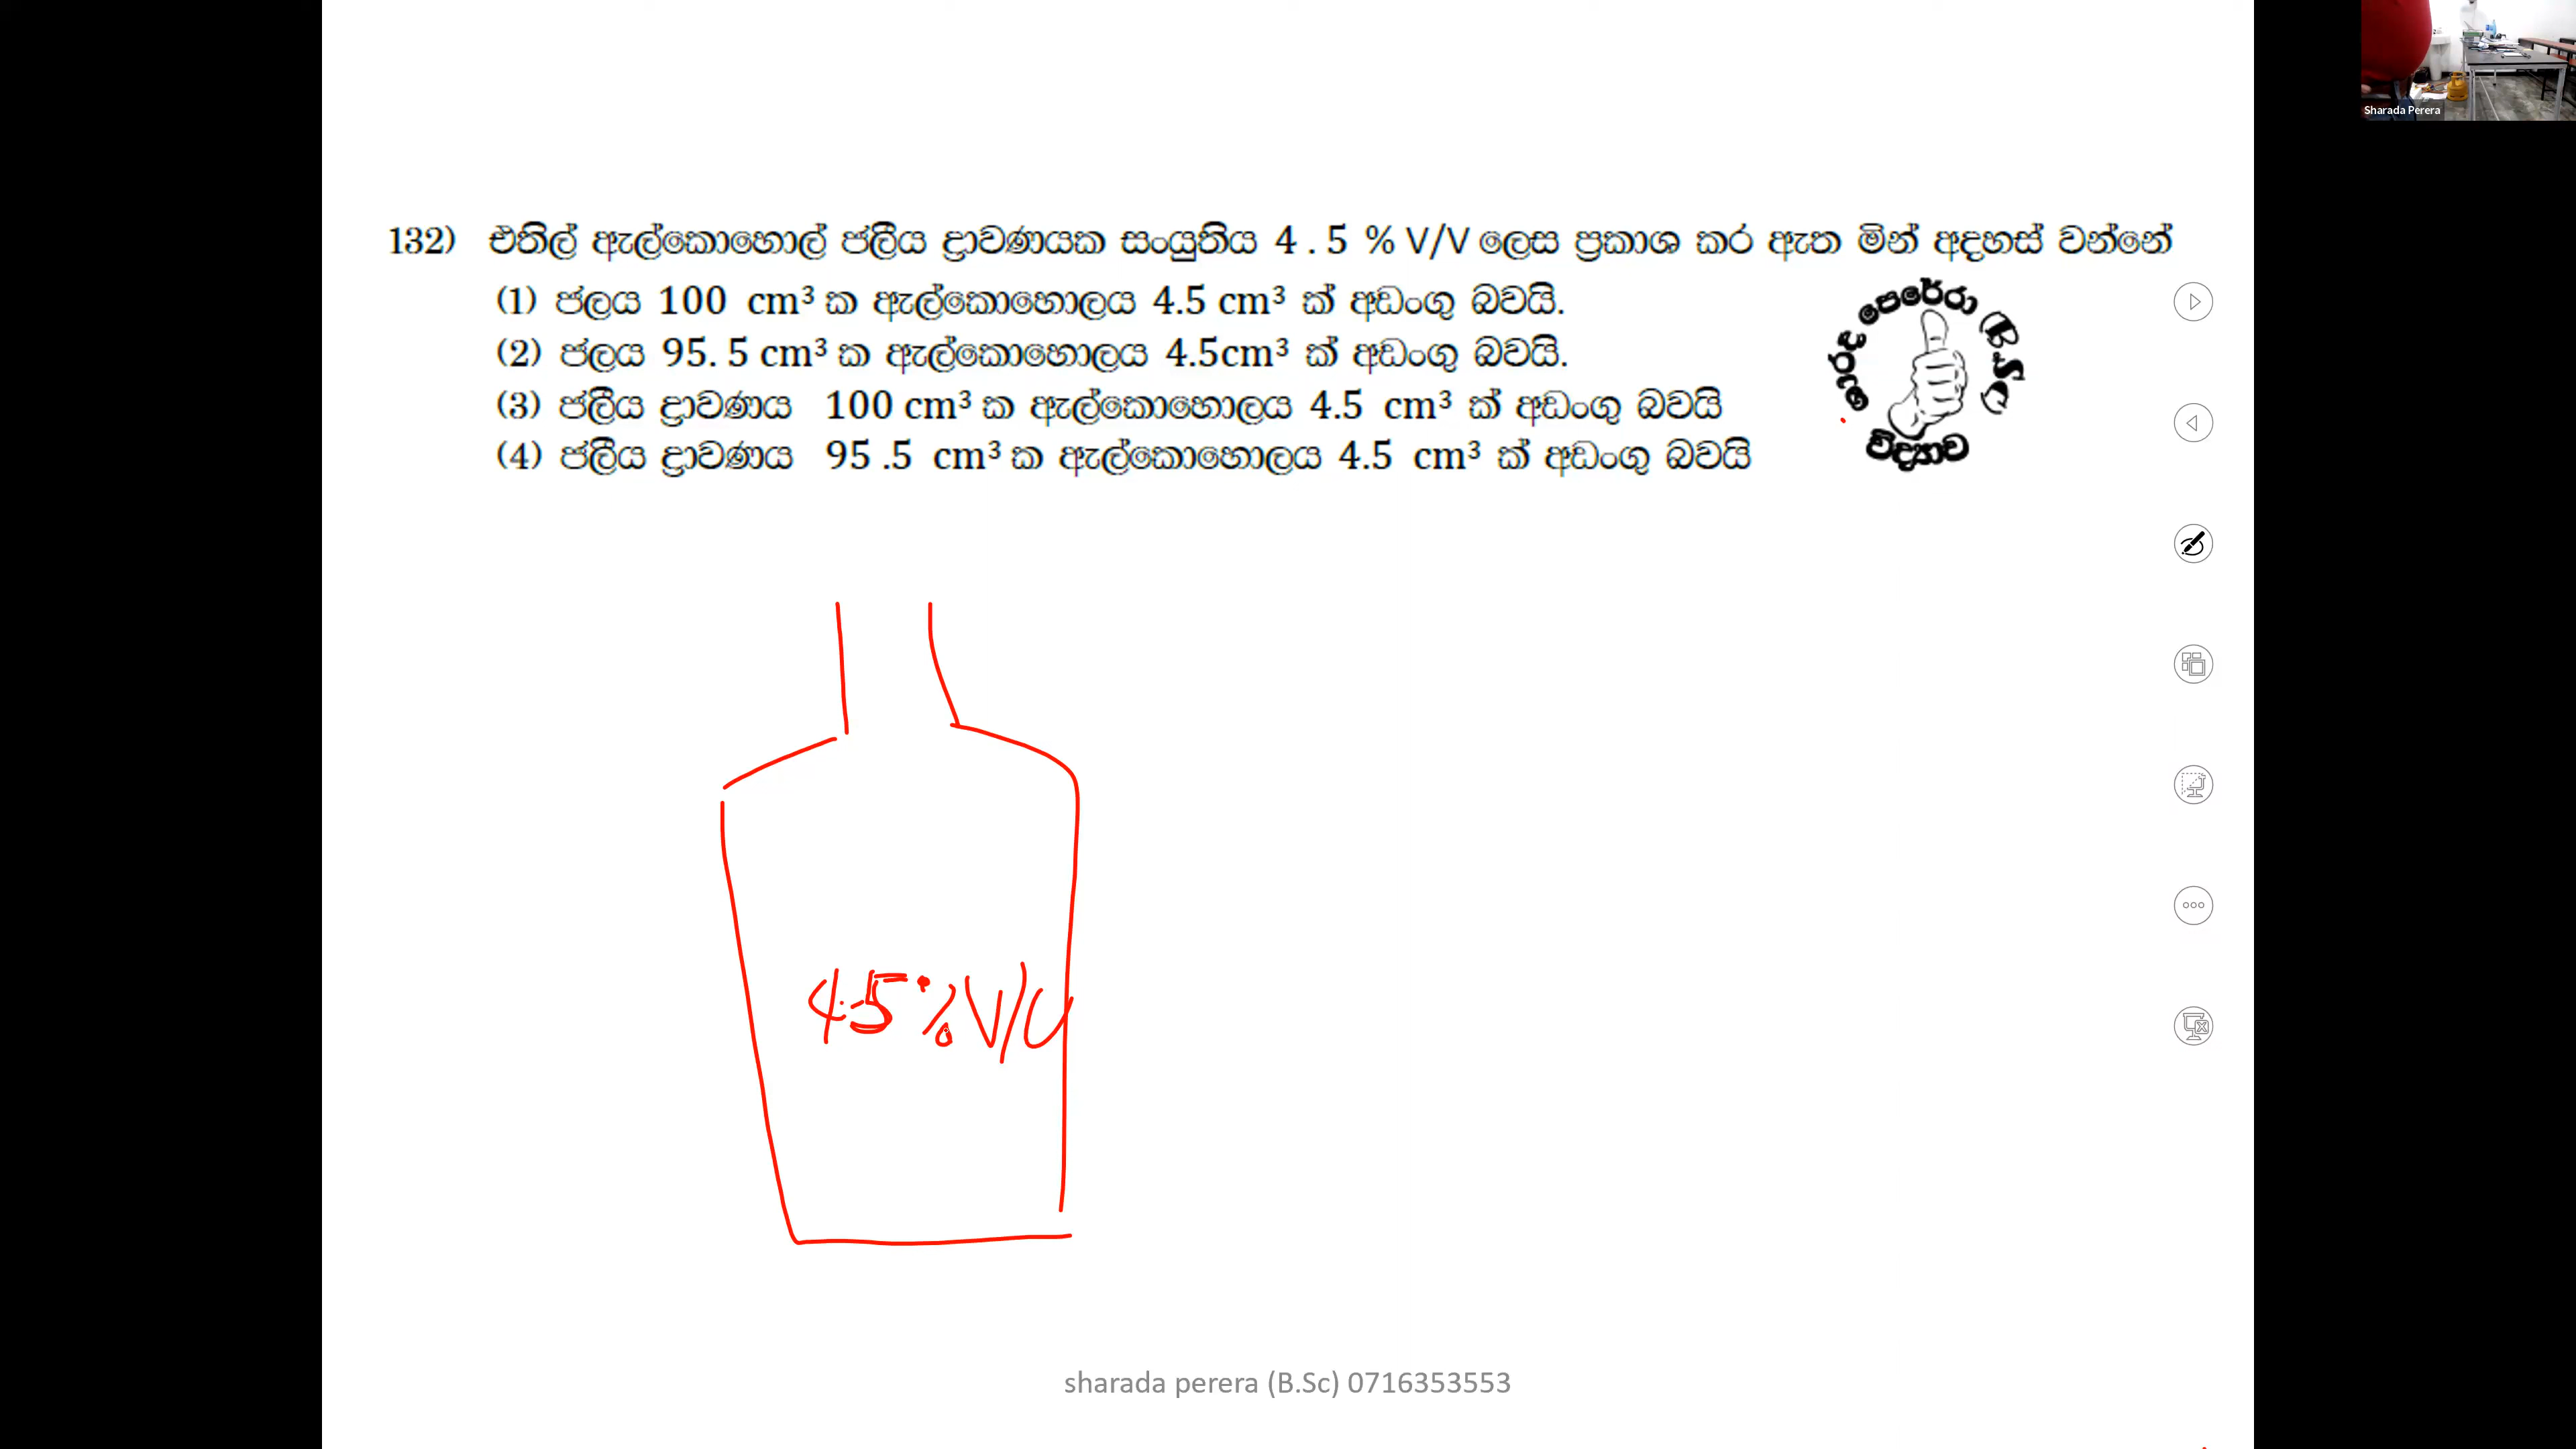 Sharada Perera
132) එතිල් ඇල්කොහොල් ජලීය ද්‍රාවණයක සංයුතිය 4 . 5 % V/V ලෙස ප්‍රකාශ කර ඇත මින් අදහස් වන්නේ
(1) ජලය 100 cm³ ක ඇල්කොහොලය 4.5 cm³ ක් අඩංගු බවයි.
(2) ජලය 95. 5 cm³ ක ඇල්කොහොලය 4.5cm³ ක් අඩංගු බවයි.
(3) ජලීය ද්‍රාවණය 100 cm³ ක ඇල්කොහොලය 4.5 cm³ ක් අඩංගු බවයි
(4) ජලීය ද්‍රාවණය 95 .5 cm³ ක ඇල්කොහොලය 4.5 cm³ ක් අඩංගු බවයි
ශරද පෙරේරා B.Sc
විද්‍යාව
4.5 % V/V
sharada perera (B.Sc) 0716353553